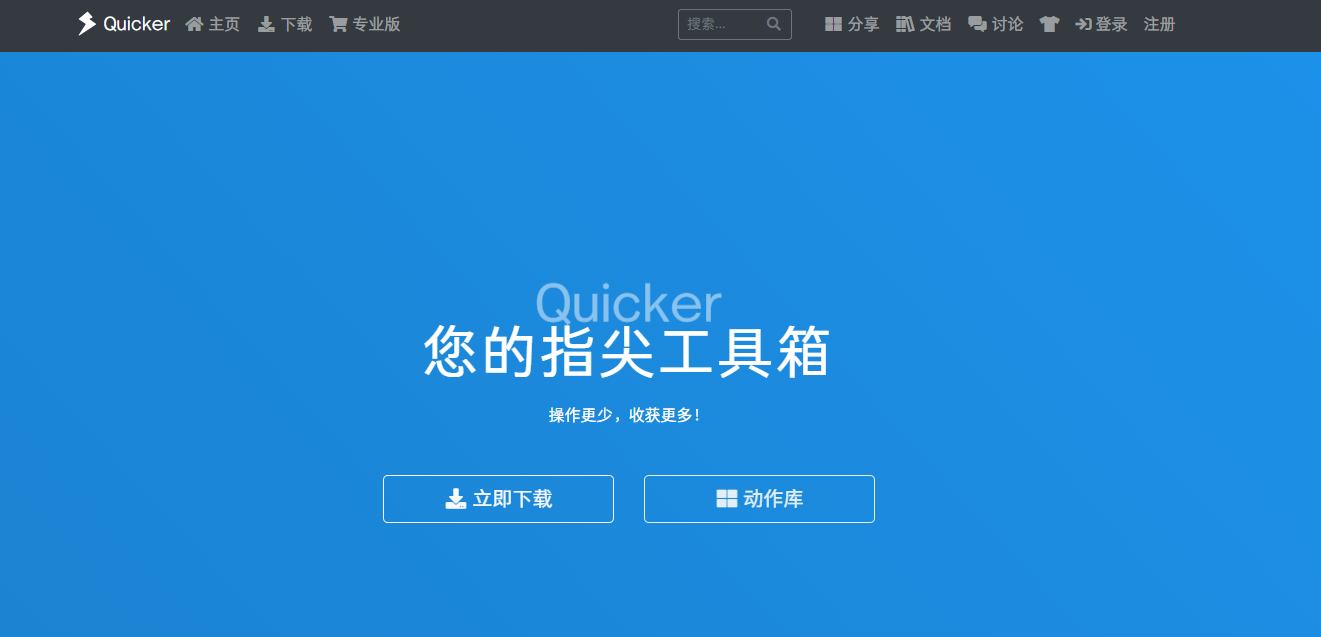 Quicker 主页 下载 专业版 搜索... 分享 文档 讨论 登录 注册
Quicker
您的指尖工具箱
操作更少，收获更多！
立即下载 动作库